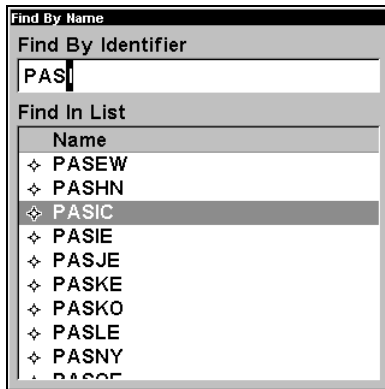 Find By Name
Find By Identifier
PASI
Find In List
Name
PASEW
PASHN
PASIC
PASIE
PASJE
PASKE
PASKO
PASLE
PASNY